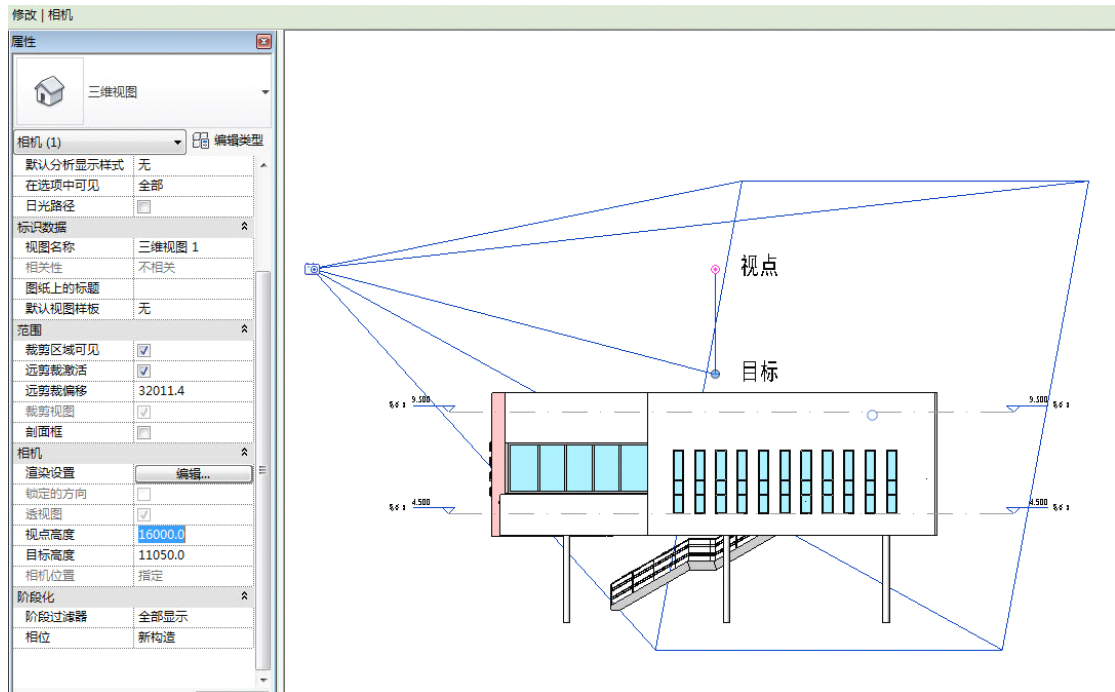 修改 | 相机
属性
三维视图
相机 (1)
编辑类型
默认分析显示样式 无
在选项中可见 全部
日光路径
标识数据
视图名称 三维视图 1
相关性 不相关
图纸上的标题
默认视图样板 无
范围
裁剪区域可见
远剪裁激活
远剪裁偏移 32011.4
裁剪视图
剖面框
相机
渲染设置 编辑...
锁定的方向
透视图
视点高度 16000.0
目标高度 11050.0
相机位置 指定
阶段化
阶段过滤器 全部显示
相位 新构造
视点
目标
9.500 9.500
4.500 4.500